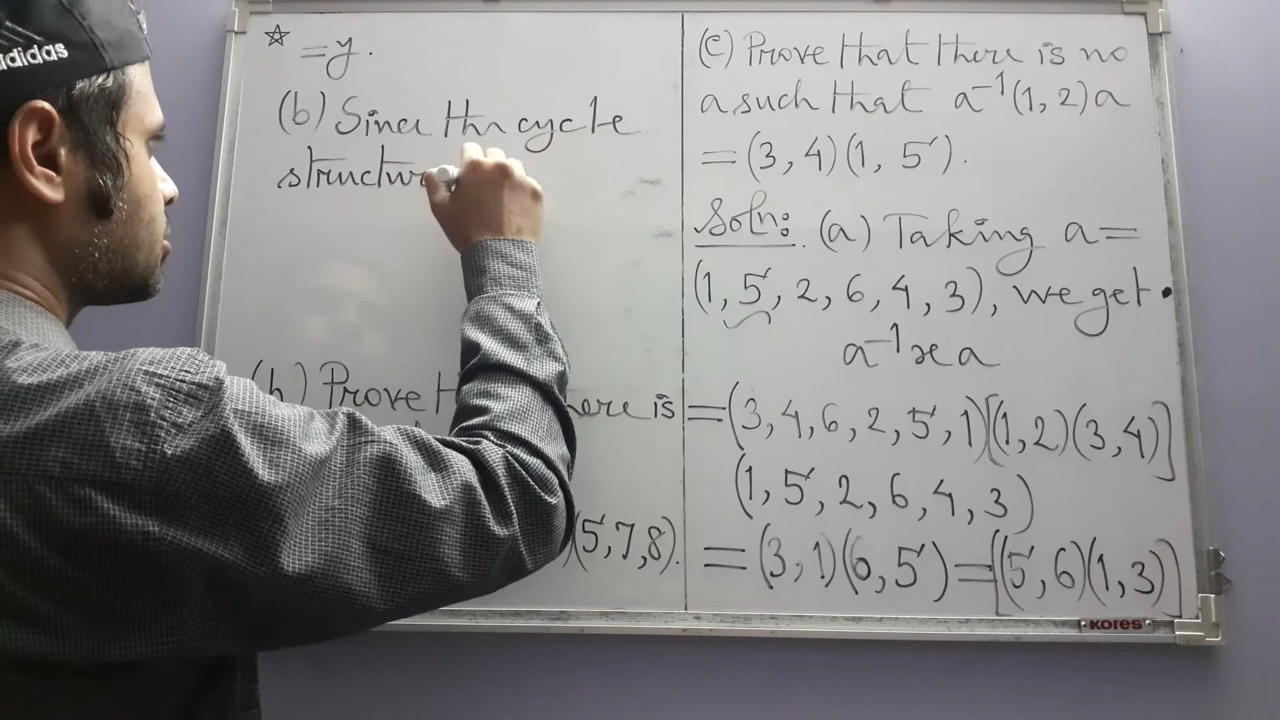 adidas
☆ = y.
(b) Since the cycle
structur
(b) Prove th
here is
(5,7,8).
(c) Prove that there is no
a such that a⁻¹(1, 2)a
= (3, 4)(1, 5).
Soln: (a) Taking a =
(1, 5, 2, 6, 4, 3), we get
a⁻¹xa
= (3, 4, 6, 2, 5, 1)[(1, 2)(3, 4)]
(1, 5, 2, 6, 4, 3)
= (3, 1)(6, 5) = [(5, 6)(1, 3)]
KORES